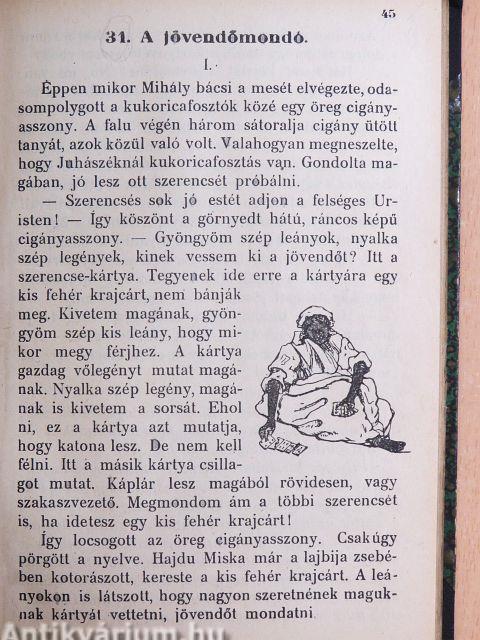 45
31. A jövendőmondó.
I.
Éppen mikor Mihály bácsi a mesét elvégezte, oda-
sompolygott a kukoricafosztók közé egy öreg cigány-
asszony. A falu végén három sátoralja cigány ütött
tanyát, azok közül való volt. Valahogyan megneszelte,
hogy Juhászéknál kukoricafosztás van. Gondolta ma-
gában, jó lesz ott szerencsét próbálni.
— Szerencsés sok jó estét adjon a felséges Ur-
isten! — Így köszönt a görnyedt hátú, ráncos képű
cigányasszony. — Gyöngyöm szép leányok, nyalka
szép legények, kinek vessem ki a jövendőt? Itt a
szerencse-kártya. Tegyenek ide erre a kártyára egy
kis fehér krajcárt, nem bánják
meg. Kivetem magának, gyön-
gyöm szép kis leány, hogy mi-
kor megy férjhez. A kártya
gazdag vőlegényt mutat magá-
nak. Nyalka szép legény, magá-
nak is kivetem a sorsát. Ehol
ni, ez a kártya azt mutatja,
hogy katona lesz. De nem kell
félni. Itt a másik kártya csilla-
got mutat. Káplár lesz magából rövidesen, vagy
szakaszvezető. Megmondom ám a többi szerencsét
is, ha idetesz egy kis fehér krajcárt!
Így locsogott az öreg cigányasszony. Csakúgy
pörgött a nyelve. Hajdu Miska már a lajbija zsebé-
ben kotorászott, kereste a kis fehér krajcárt. A leá-
nyokon is látszott, hogy nagyon szeretnének maguk-
nak kártyát vettetni, jövendőt mondatni.
Antikvárium.hu